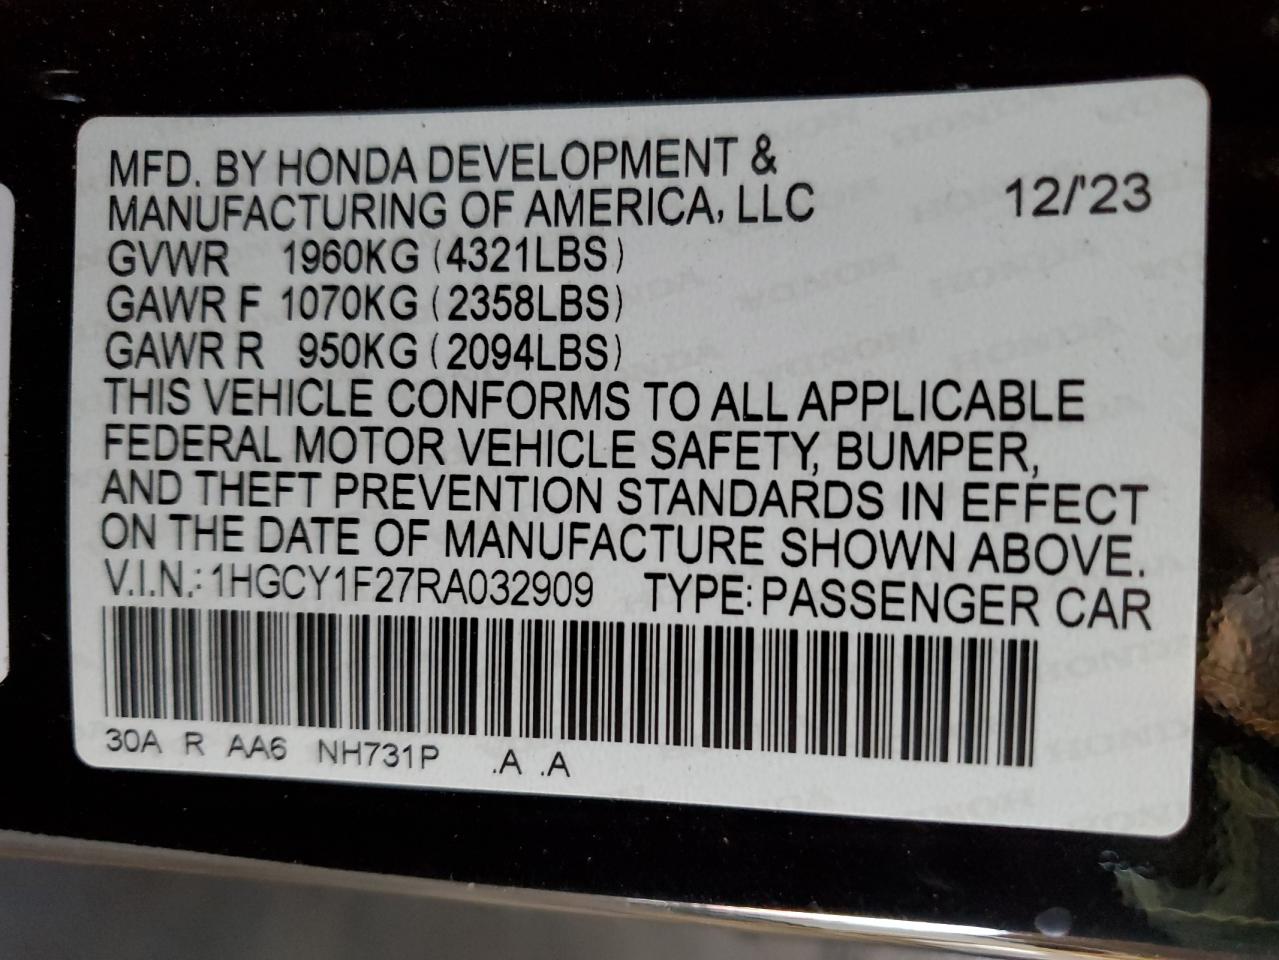 MFD. BY HONDA DEVELOPMENT &
MANUFACTURING OF AMERICA, LLC 12/'23
GVWR 1960KG (4321LBS)
GAWR F 1070KG (2358LBS)
GAWR R 950KG (2094LBS)
THIS VEHICLE CONFORMS TO ALL APPLICABLE
FEDERAL MOTOR VEHICLE SAFETY, BUMPER,
AND THEFT PREVENTION STANDARDS IN EFFECT
ON THE DATE OF MANUFACTURE SHOWN ABOVE.
V.I.N.: 1HGCY1F27RA032909 TYPE: PASSENGER CAR
30A R AA6 NH731P .A .A